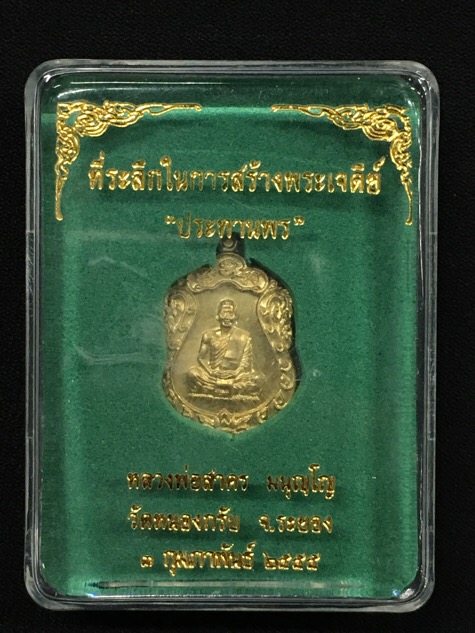 ที่ระลึกในการสร้างพระเจดีย์
"ประทานพร"
หลวงพ่อสาคร มนุญฺโญ
วัดหนองกรับ จ.ระยอง
๓ กุมภาพันธ์ ๒๕๕๕